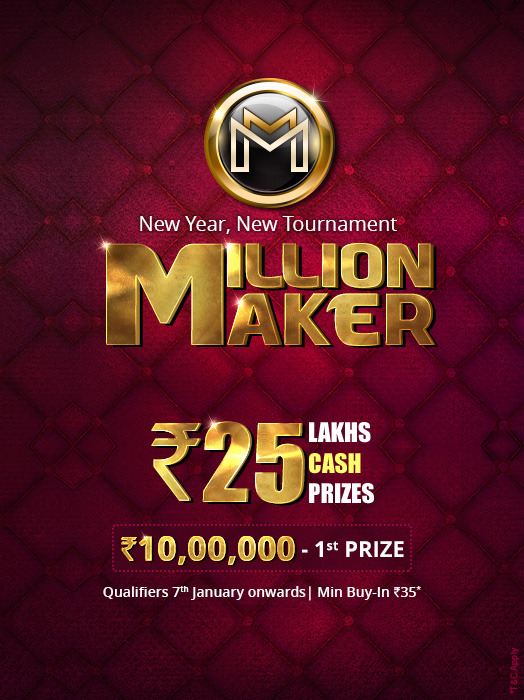 M
New Year, New Tournament
MILLION
MAKER
₹25 LAKHS
CASH
PRIZES
₹10,00,000 - 1st PRIZE
Qualifiers 7th January onwards| Min Buy-In ₹35*
*T&C Apply